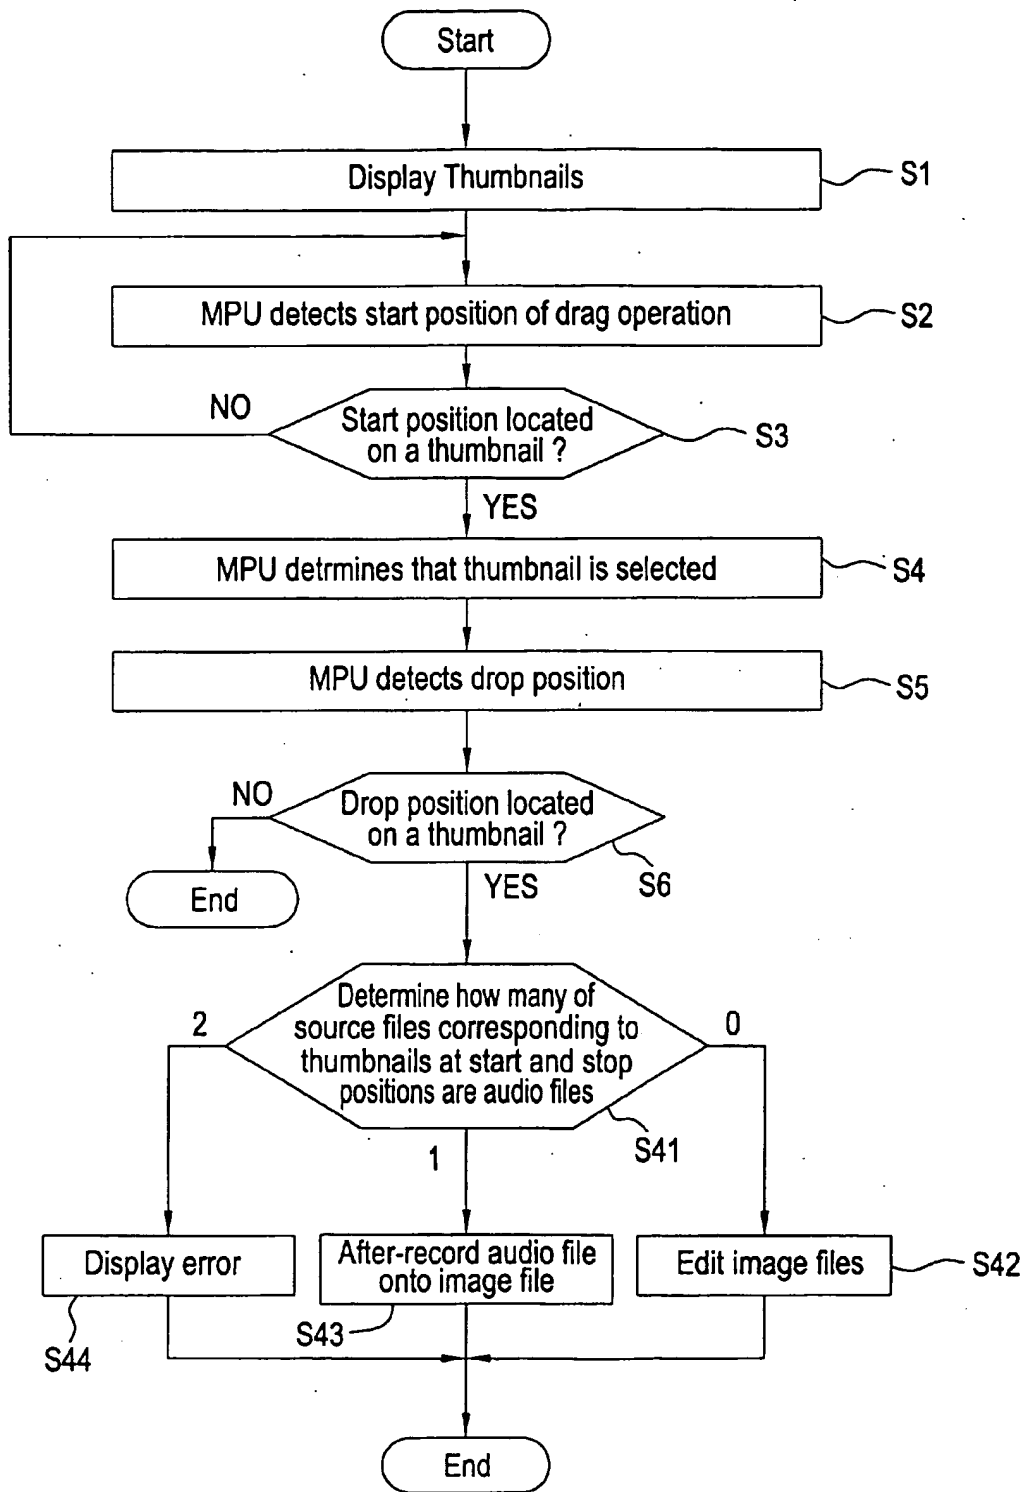 Start
Display Thumbnails
S1
MPU detects start position of drag operation
S2
NO
Start position located
on a thumbnail ?
S3
YES
MPU detrmines that thumbnail is selected
S4
MPU detects drop position
S5
NO
Drop position located
on a thumbnail ?
S6
End
YES
2
Determine how many of
source files corresponding to
thumbnails at start and stop
positions are audio files
0
S41
1
Display error
After-record audio file
onto image file
Edit image files
S42
S43
S44
End